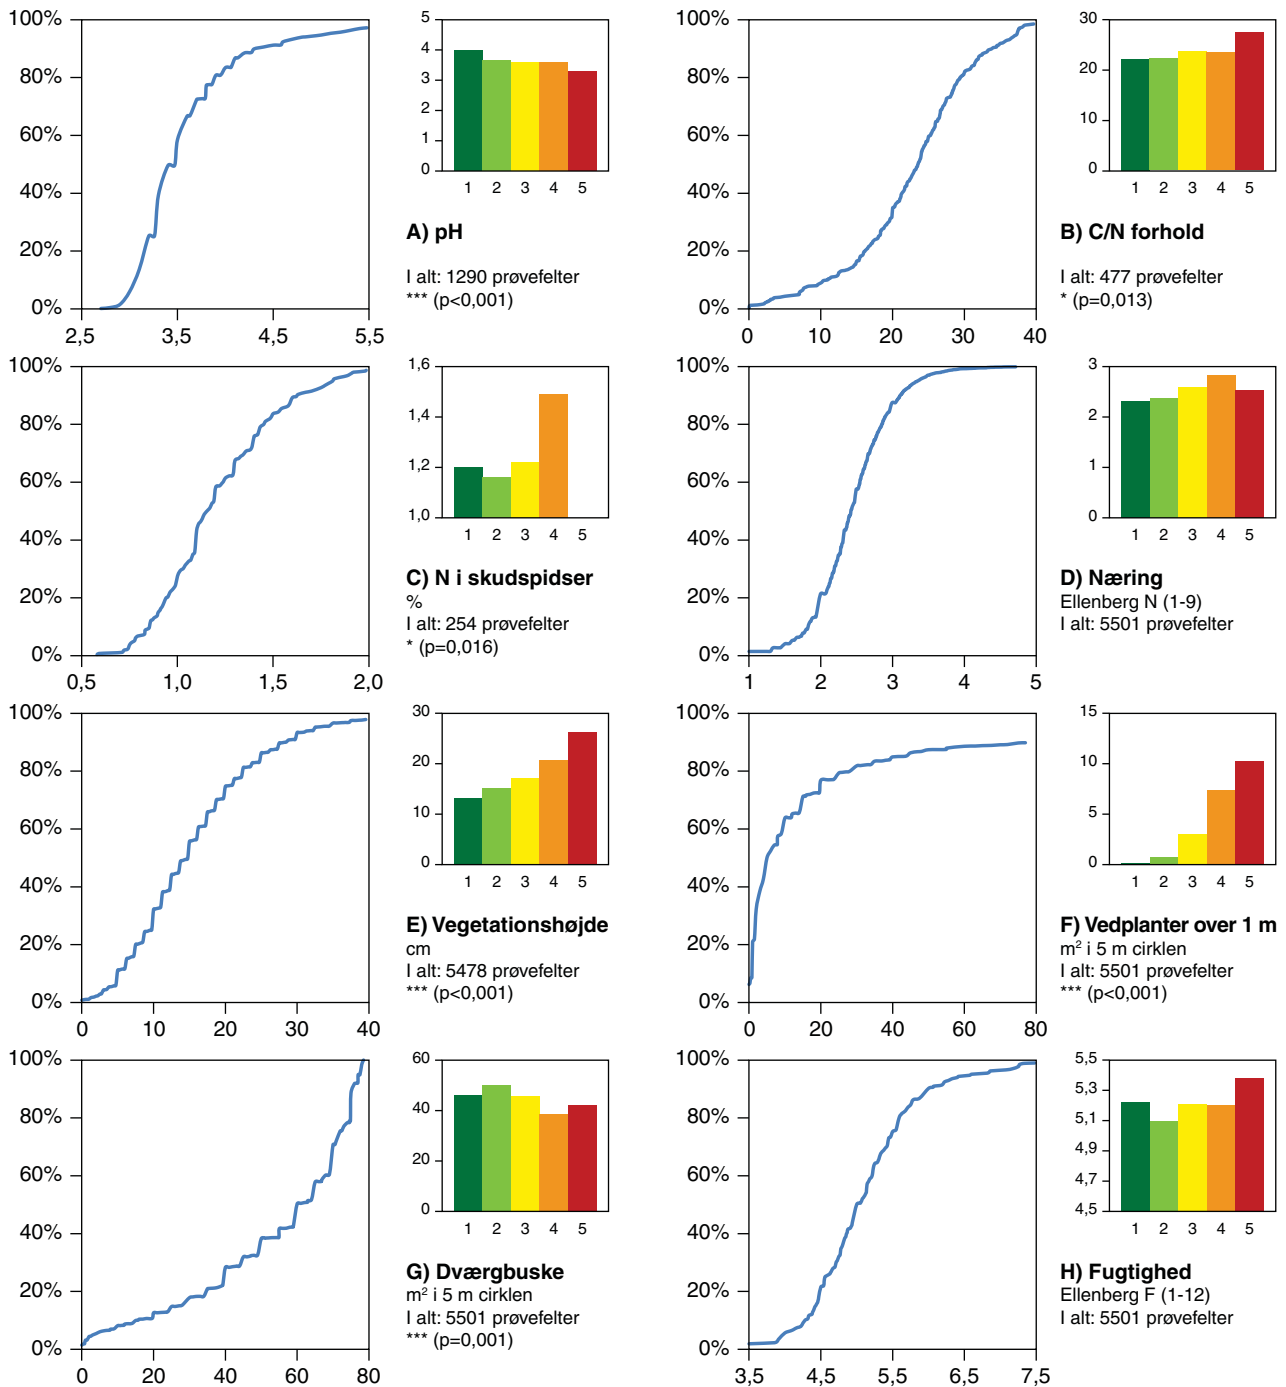 100%
80%
60%
40%
20%
0%
2,5 3,5 4,5 5,5
5
4
3
2
1
0
1 2 3 4 5
A) pH
I alt: 1290 prøvefelter
*** (p<0,001)
100%
80%
60%
40%
20%
0%
0 10 20 30 40
30
20
10
0
1 2 3 4 5
B) C/N forhold
I alt: 477 prøvefelter
* (p=0,013)
100%
80%
60%
40%
20%
0%
0,5 1,0 1,5 2,0
1,6
1,4
1,2
1,0
1 2 3 4 5
C) N i skudspidser
%
I alt: 254 prøvefelter
* (p=0,016)
100%
80%
60%
40%
20%
0%
1 2 3 4 5
3
2
1
0
1 2 3 4 5
D) Næring
Ellenberg N (1-9)
I alt: 5501 prøvefelter
100%
80%
60%
40%
20%
0%
0 10 20 30 40
30
20
10
0
1 2 3 4 5
E) Vegetationshøjde
cm
I alt: 5478 prøvefelter
*** (p<0,001)
100%
80%
60%
40%
20%
0%
0 20 40 60 80
15
10
5
0
1 2 3 4 5
F) Vedplanter over 1 m
m² i 5 m cirklen
I alt: 5501 prøvefelter
*** (p<0,001)
100%
80%
60%
40%
20%
0%
0 20 40 60 80
60
40
20
0
1 2 3 4 5
G) Dværgbuske
m² i 5 m cirklen
I alt: 5501 prøvefelter
*** (p=0,001)
100%
80%
60%
40%
20%
0%
3,5 4,5 5,5 6,5 7,5
5,5
5,3
5,1
4,9
4,7
4,5
1 2 3 4 5
H) Fugtighed
Ellenberg F (1-12)
I alt: 5501 prøvefelter